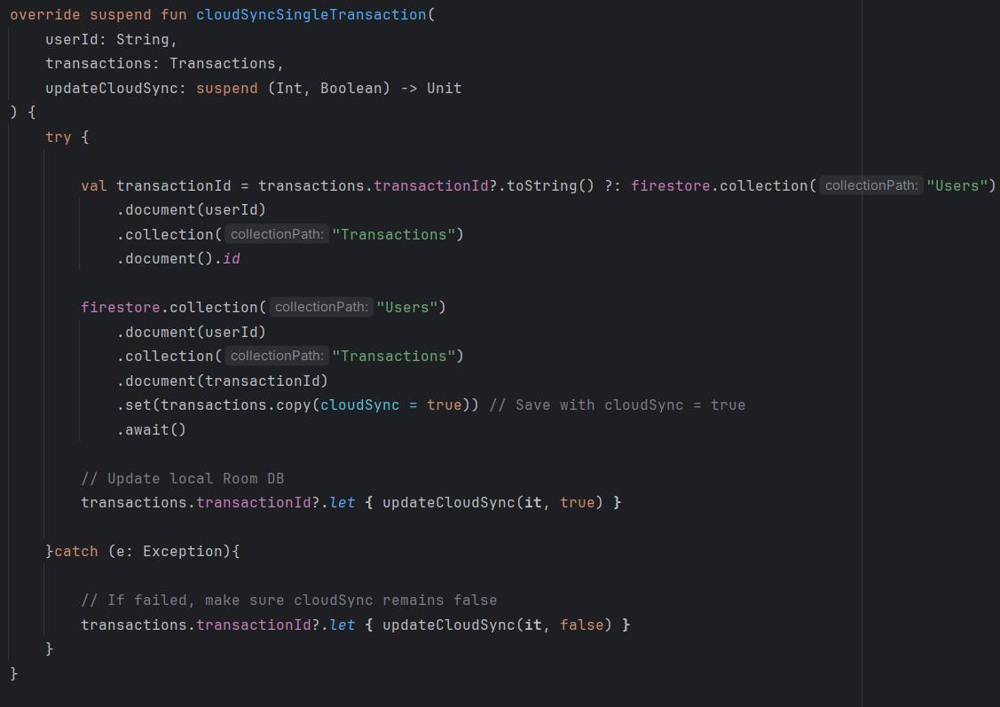 override suspend fun cloudSyncSingleTransaction(
    userId: String,
    transactions: Transactions,
    updateCloudSync: suspend (Int, Boolean) -> Unit
) {
    try {
        val transactionId = transactions.transactionId?.toString() ?: firestore.collection( collectionPath: "Users")
            .document(userId)
            .collection( collectionPath: "Transactions")
            .document().id
        firestore.collection( collectionPath: "Users")
            .document(userId)
            .collection( collectionPath: "Transactions")
            .document(transactionId)
            .set(transactions.copy(cloudSync = true)) // Save with cloudSync = true
            .await()
        // Update local Room DB
        transactions.transactionId?.let { updateCloudSync(it, true) }
    }catch (e: Exception){
        // If failed, make sure cloudSync remains false
        transactions.transactionId?.let { updateCloudSync(it, false) }
    }
}